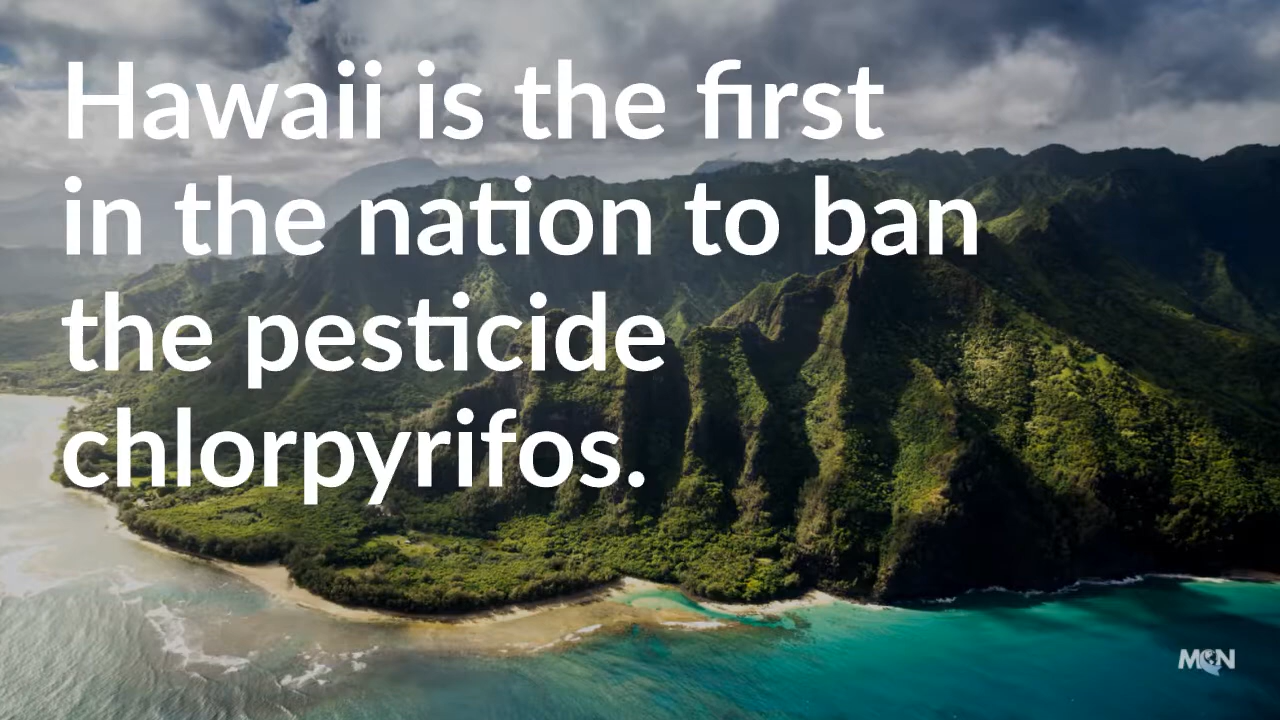 Hawaii is the first
in the nation to ban
the pesticide
chlorpyrifos.
MCN